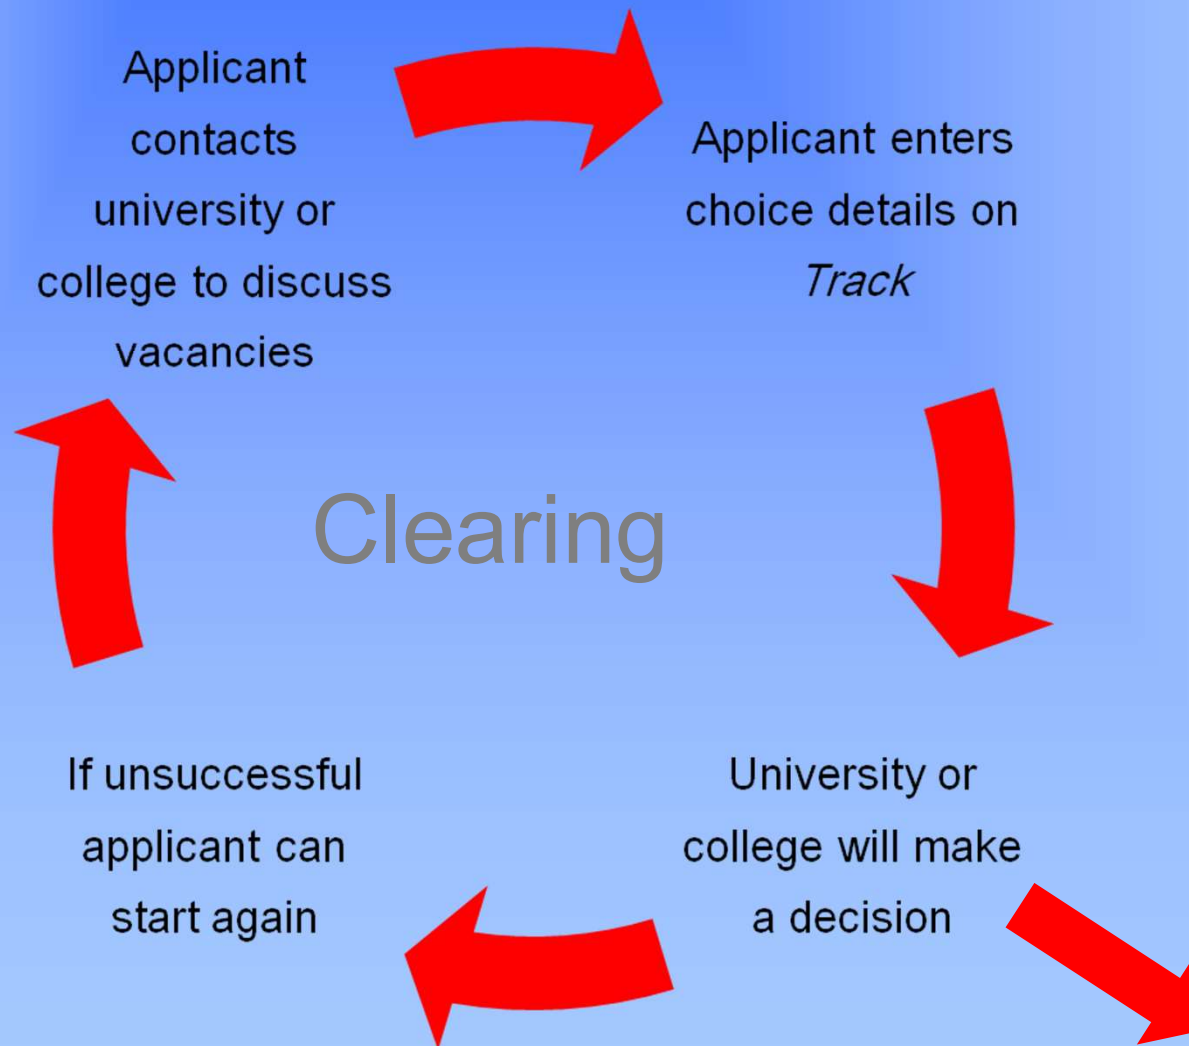 Applicant
contacts
university or
college to discuss
vacancies
Applicant enters
choice details on
Track
Clearing
If unsuccessful
applicant can
start again
University or
college will make
a decision